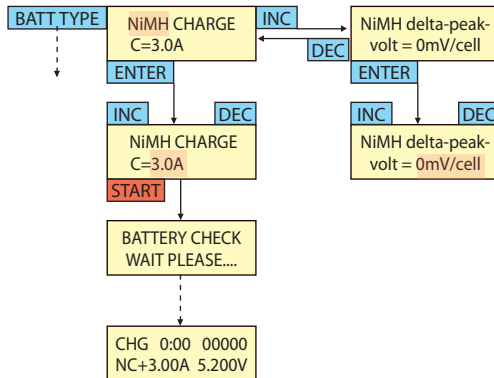 BATT TYPE
NiMH CHARGE
C=3.0A
INC
DEC
NiMH delta-peak-
volt = 0mV/cell
ENTER
ENTER
INC
DEC
NiMH CHARGE
C=3.0A
START
INC
DEC
NiMH delta-peak-
volt = 0mV/cell
BATTERY CHECK
WAIT PLEASE....
CHG 0:00 00000
NC+3.00A 5.200V